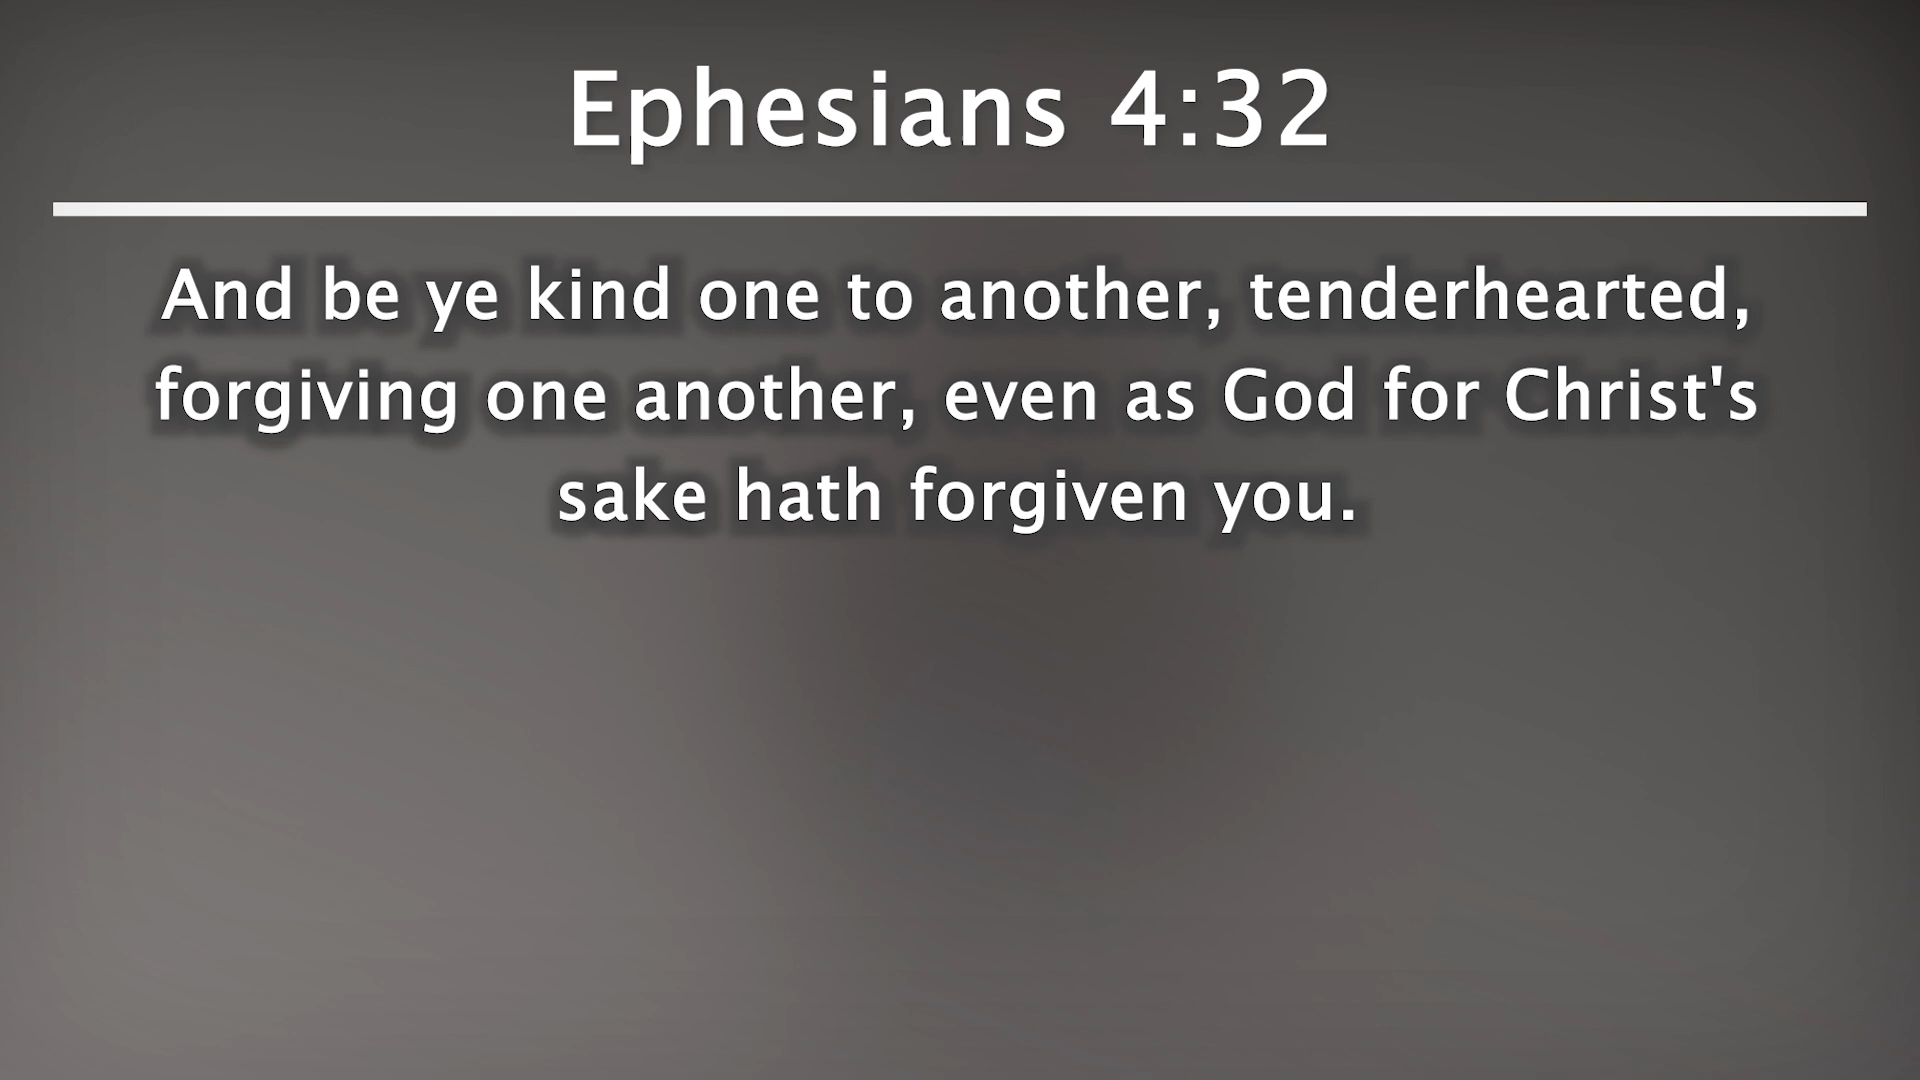 Ephesians 4:32
And be ye kind one to another, tenderhearted,
forgiving one another, even as God for Christ's
sake hath forgiven you.